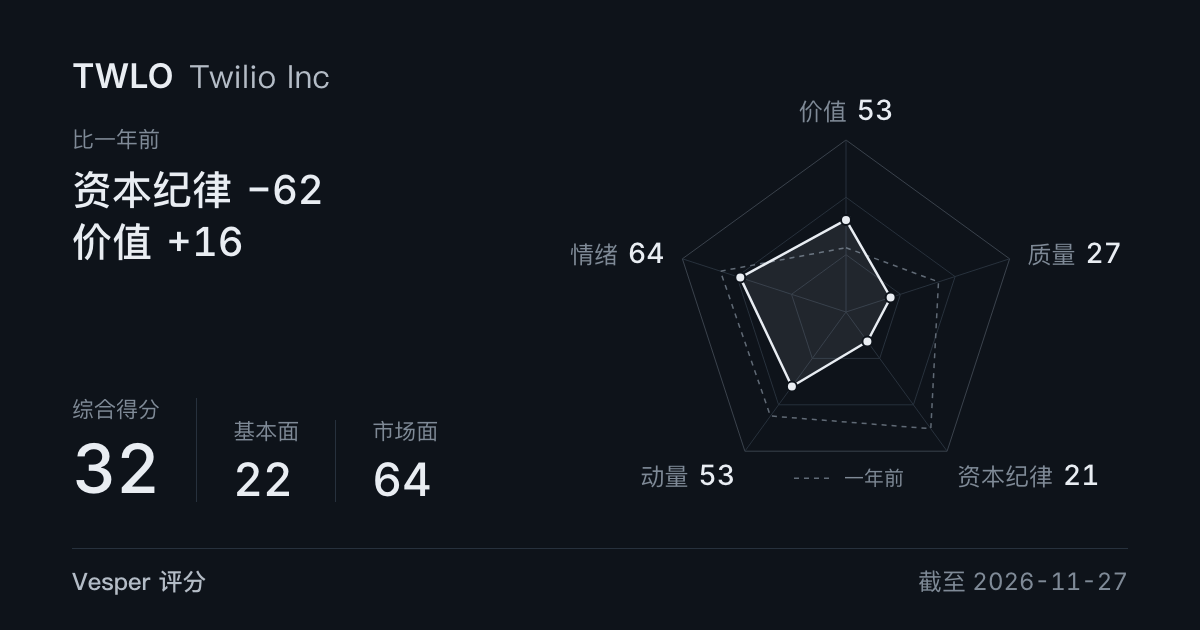 TWLO Twilio Inc
比一年前
资本纪律 −62
价值 +16
综合得分
32
基本面
22
市场面
64
价值 53
情绪 64
质量 27
动量 53
一年前
资本纪律 21
Vesper 评分
截至 2026-11-27